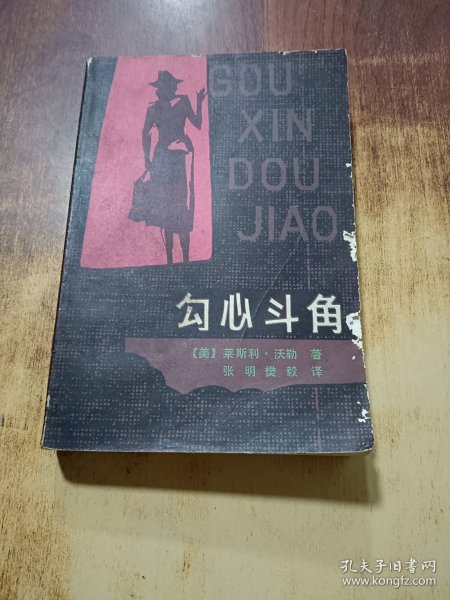 GOU
XIN
DOU
JIAO
勾心斗角
〔美〕莱斯利·沃勒 著
张明 樊毅 译
孔夫子旧书网
www.kongfz.com